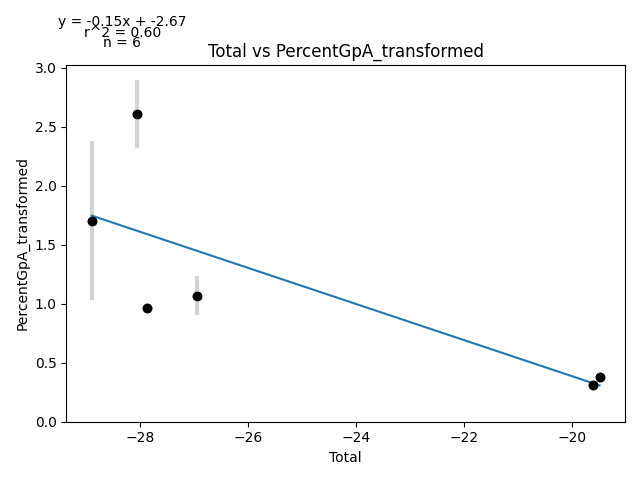 y = -0.15x + -2.67
r^2 = 0.60
n = 6
Total vs PercentGpA_transformed
3.0
2.5
2.0
1.5
1.0
0.5
0.0
PercentGpA_transformed
−28
−26
−24
−22
−20
Total